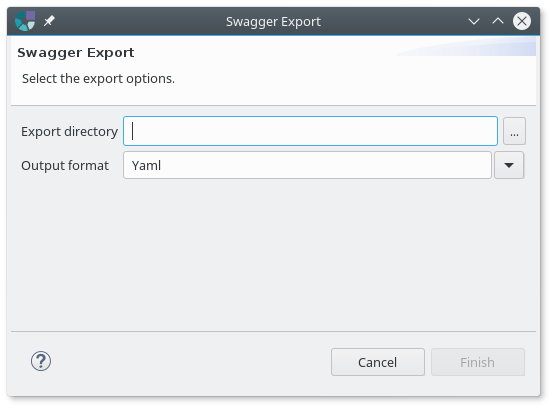 Swagger Export
Swagger Export
Select the export options.
Export directory
...
Output format
Yaml
?
Cancel
Finish